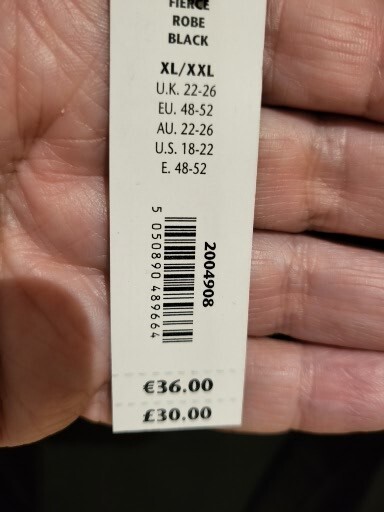 FIERCE
ROBE
BLACK
XL/XXL
U.K. 22-26
EU. 48-52
AU. 22-26
U.S. 18-22
E. 48-52
2004908
5 050890 489664
€36.00
£30.00